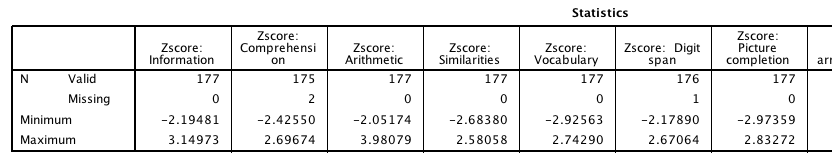 Statistics
Zscore: Information Zscore: Comprehensi on Zscore: Arithmetic Zscore: Similarities Zscore: Vocabulary Zscore: Digit span Zscore: Picture completion
N Valid 177 175 177 177 177 176 177
Missing 0 2 0 0 0 1 0
Minimum -2.19481 -2.42550 -2.05174 -2.68380 -2.92563 -2.17890 -2.97359
Maximum 3.14973 2.69674 3.98079 2.58058 2.74290 2.67064 2.83272